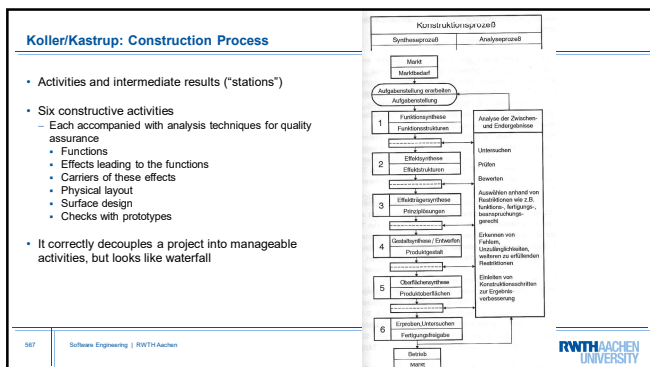 Koller/Kastrup: Construction Process
• Activities and intermediate results (“stations”)
• Six constructive activities
– Each accompanied with analysis techniques for quality
assurance
▪ Functions
▪ Effects leading to the functions
▪ Carriers of these effects
▪ Physical layout
▪ Surface design
▪ Checks with prototypes
• It correctly decouples a project into manageable
activities, but looks like waterfall
Konstruktionsprozeß
Syntheseprozeß
Analyseprozeß
Markt
Marktbedarf
Aufgabenstellung erarbeiten
Aufgabenstellung
1
Funktionsynthese
Funktionsstrukturen
2
Effektsynthese
Effektstrukturen
3
Effektträgersynthese
Prinziplösungen
4
Gestaltsynthese / Entwerfen
Produktgestalt
5
Oberflächensynthese
Produktoberflächen
6
Erproben,Untersuchen
Fertigungsfreigabe
Betrieb
Markt
Analyse der Zwischen-
und Endergebnisse
Untersuchen
Prüfen
Bewerten
Auswählen anhand von
Restriktionen wie z.B.
funktions-, fertigungs-,
beanspruchungs-
gerecht
Erkennen von
Fehlern,
Unzulänglichkeiten,
weiteren zu erfüllenden
Restriktionen
Einleiten von
Konstruktionsschritten
zur Ergebnis-
verbesserung
567
Software Engineering | RWTH Aachen
RWTH AACHEN
UNIVERSITY